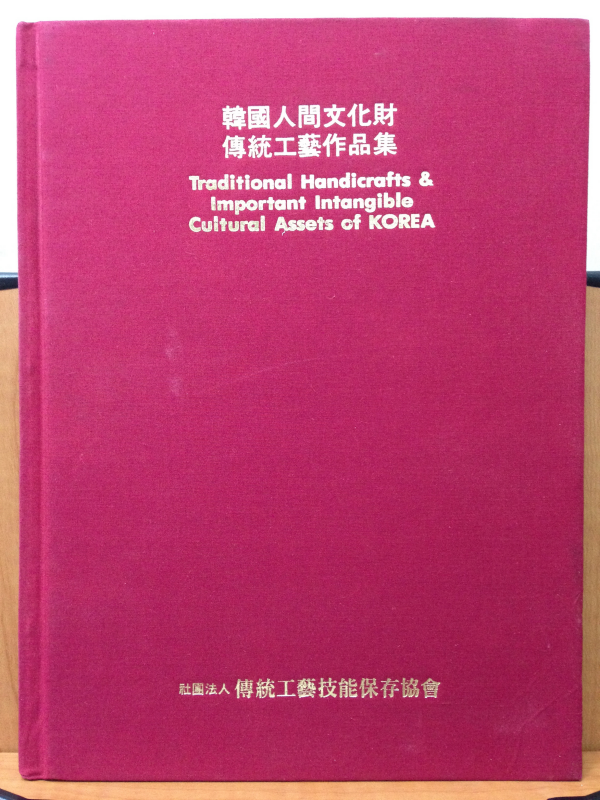 韓國人間文化財
傳統工藝作品集
Traditional Handicrafts &
Important Intangible
Cultural Assets of KOREA
社團法人 傳統工藝技能保存協會